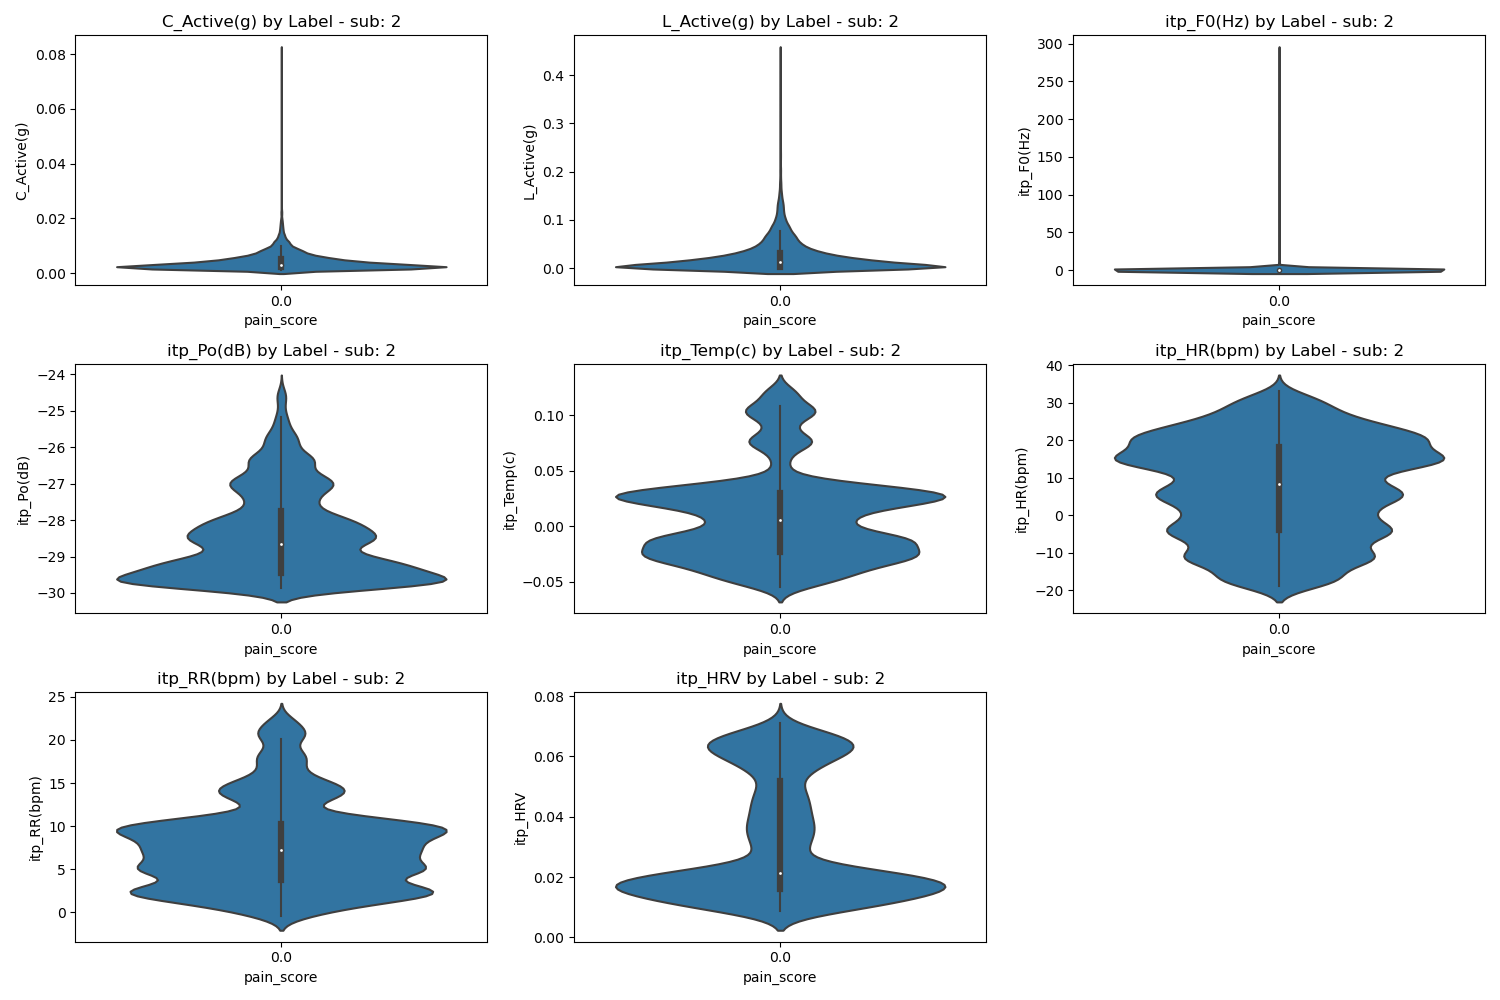 C_Active(g) by Label - sub: 2
C_Active(g)
0.08
0.06
0.04
0.02
0.00
0.0
pain_score
L_Active(g) by Label - sub: 2
L_Active(g)
0.4
0.3
0.2
0.1
0.0
0.0
pain_score
itp_F0(Hz) by Label - sub: 2
itp_F0(Hz)
300
250
200
150
100
50
0
0.0
pain_score
itp_Po(dB) by Label - sub: 2
itp_Po(dB)
−24
−25
−26
−27
−28
−29
−30
0.0
pain_score
itp_Temp(c) by Label - sub: 2
itp_Temp(c)
0.10
0.05
0.00
−0.05
0.0
pain_score
itp_HR(bpm) by Label - sub: 2
itp_HR(bpm)
40
30
20
10
0
−10
−20
0.0
pain_score
itp_RR(bpm) by Label - sub: 2
itp_RR(bpm)
25
20
15
10
5
0
0.0
pain_score
itp_HRV by Label - sub: 2
itp_HRV
0.08
0.06
0.04
0.02
0.00
0.0
pain_score